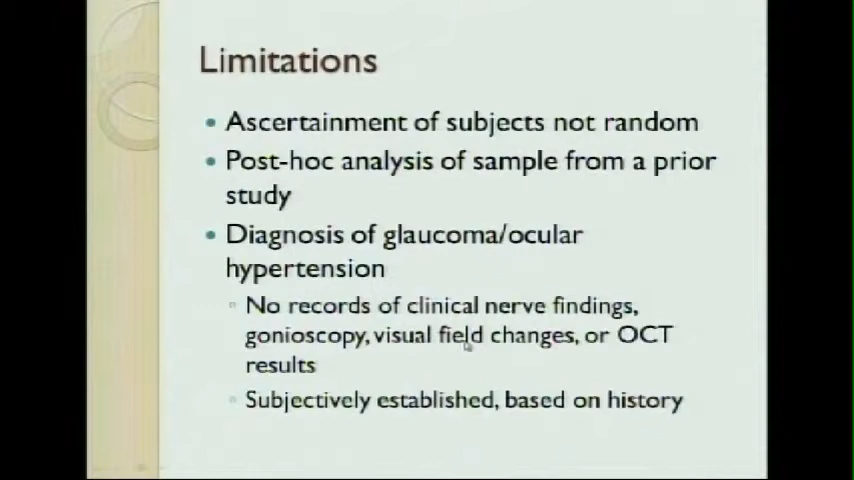 Limitations
Ascertainment of subjects not random
Post-hoc analysis of sample from a prior
study
Diagnosis of glaucoma/ocular
hypertension
No records of clinical nerve findings,
gonioscopy, visual field changes, or OCT
results
Subjectively established, based on history